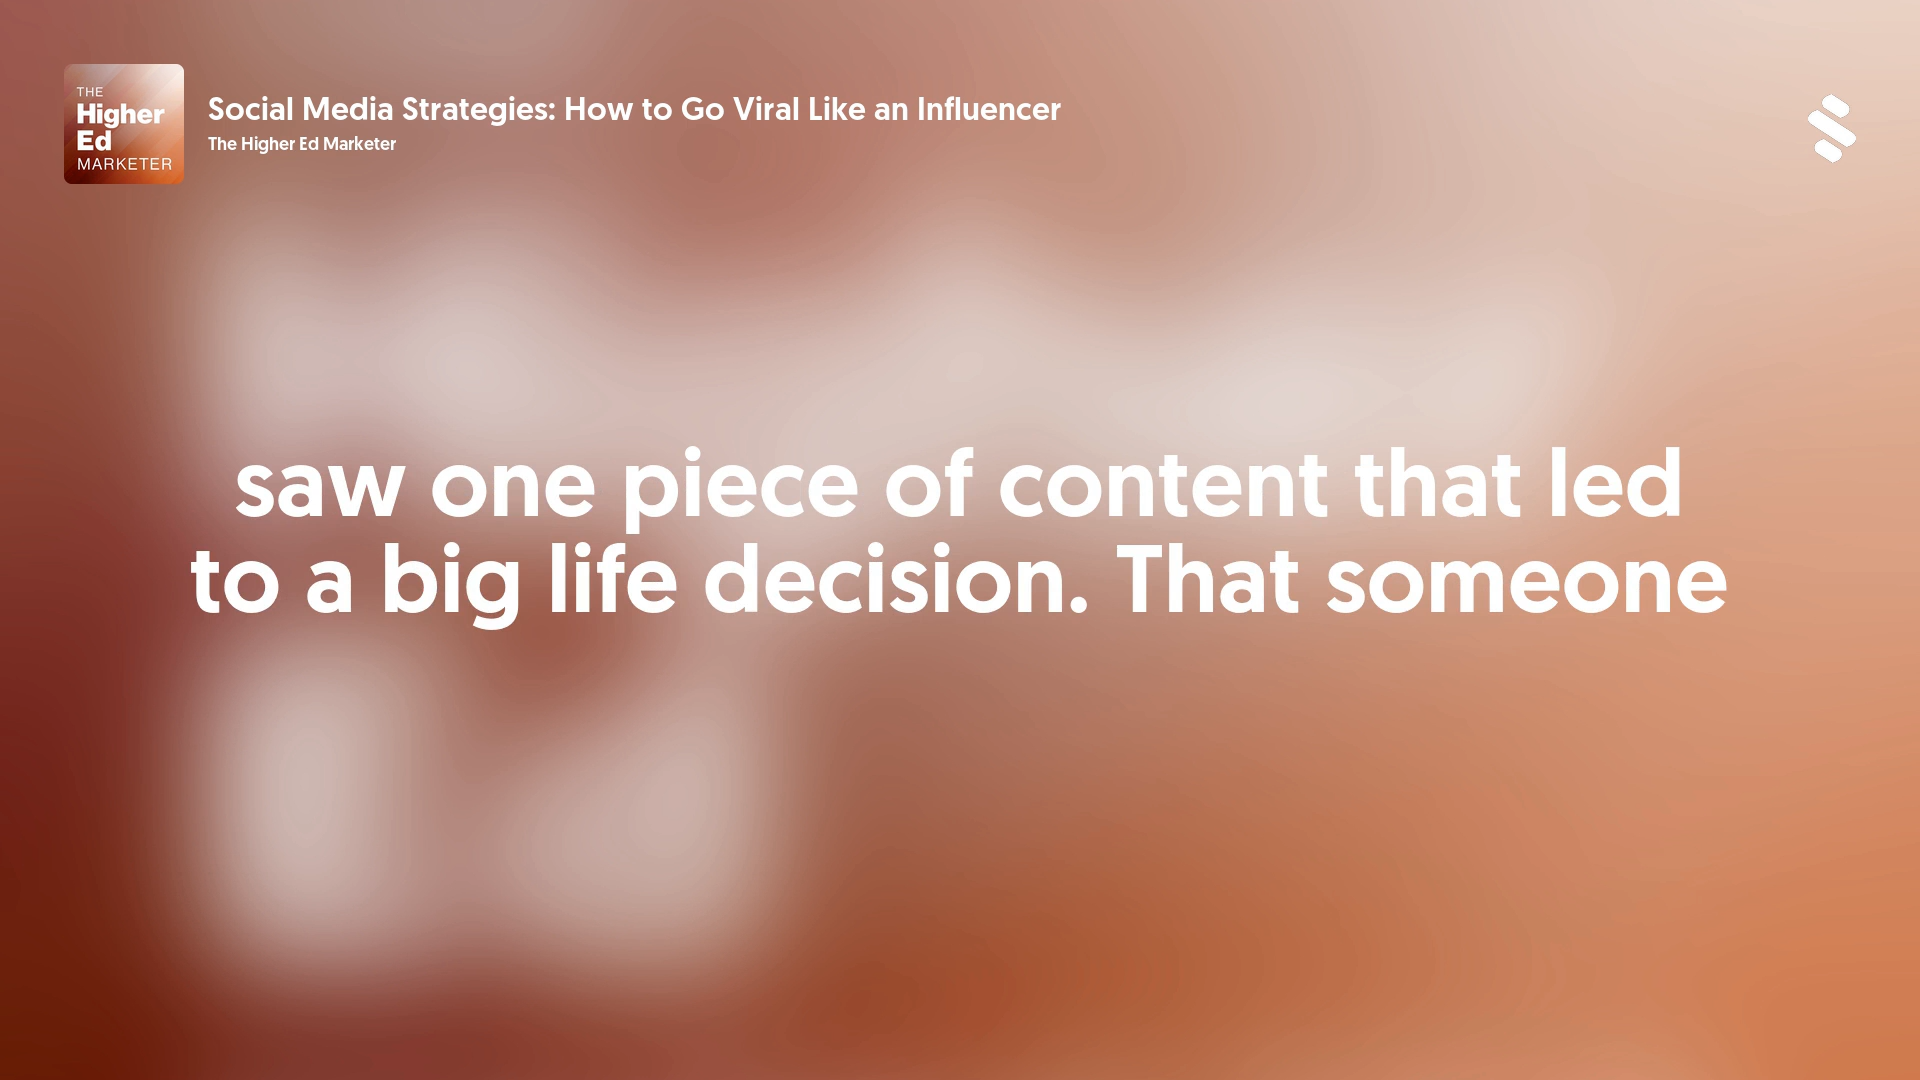 THE
Higher
Ed
MARKETER
Social Media Strategies: How to Go Viral Like an Influencer
The Higher Ed Marketer
saw one piece of content that led
to a big life decision. That someone